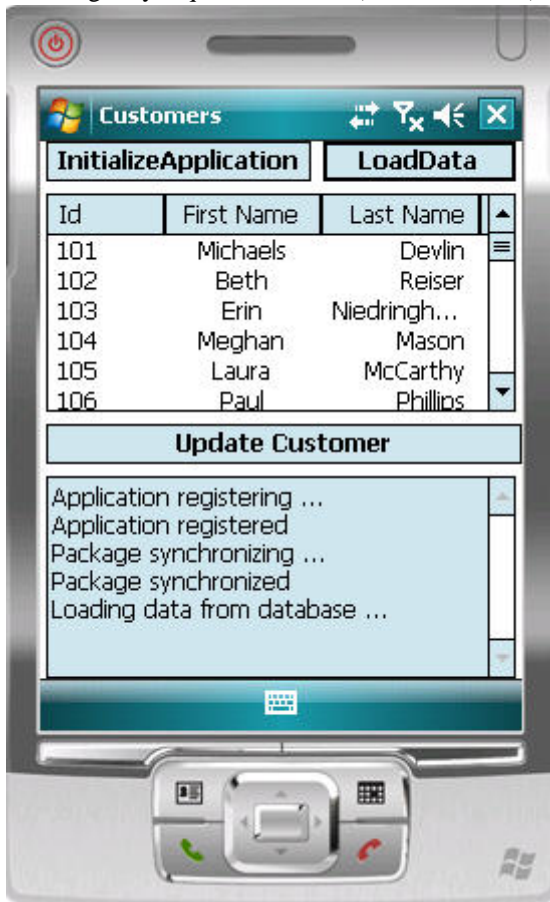 Customers
InitializeApplication LoadData
Id First Name Last Name
101 Michaels Devlin
102 Beth Reiser
103 Erin Niedringh...
104 Meghan Mason
105 Laura McCarthy
106 Paul Phillips
Update Customer
Application registering ...
Application registered
Package synchronizing ...
Package synchronized
Loading data from database ...